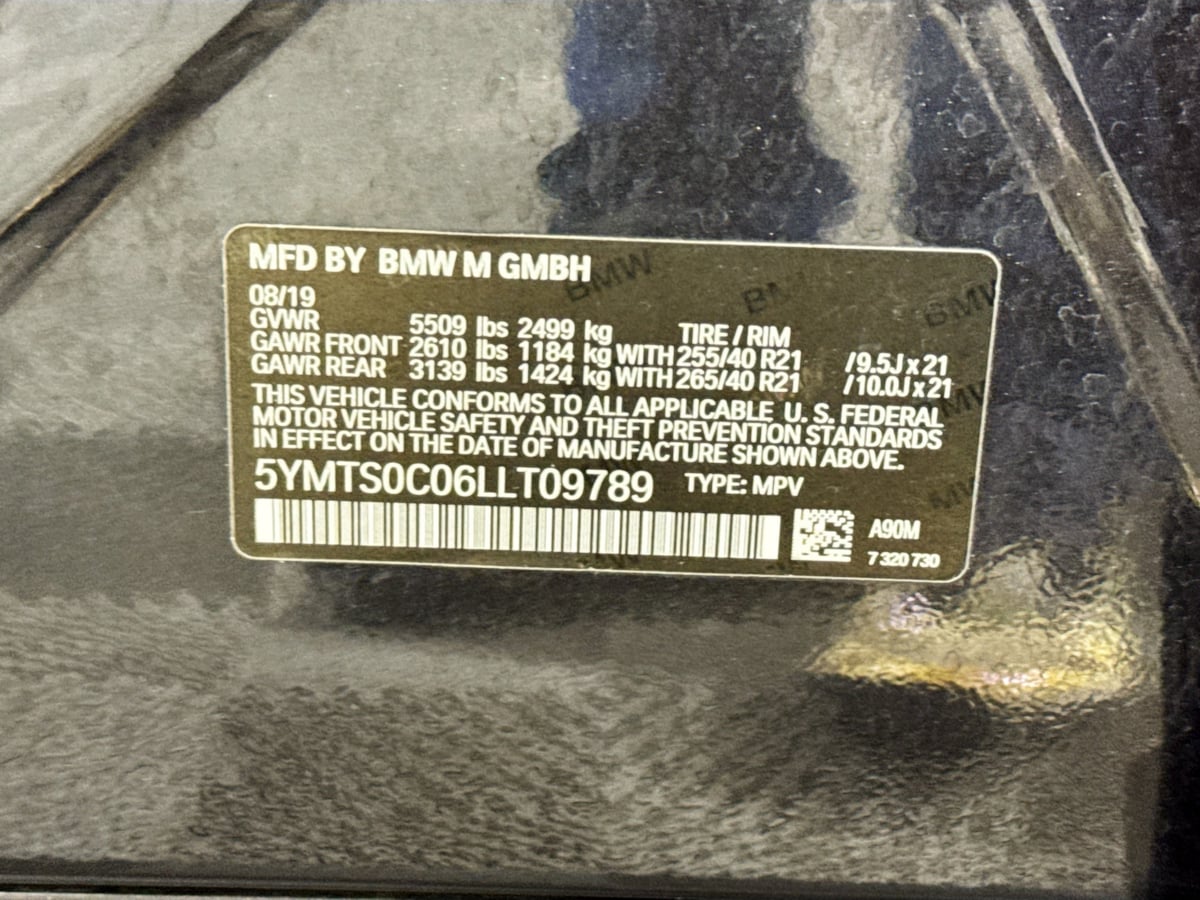 MFD BY BMW M GMBH
08/19
GVWR 5509 lbs 2499 kg TIRE / RIM
GAWR FRONT 2610 lbs 1184 kg WITH 255/40 R21 /9.5J x 21
GAWR REAR 3139 lbs 1424 kg WITH 265/40 R21 /10.0J x 21
THIS VEHICLE CONFORMS TO ALL APPLICABLE U. S. FEDERAL
MOTOR VEHICLE SAFETY AND THEFT PREVENTION STANDARDS
IN EFFECT ON THE DATE OF MANUFACTURE SHOWN ABOVE.
5YMTS0C06LLT09789 TYPE: MPV
A90M
7 320 730